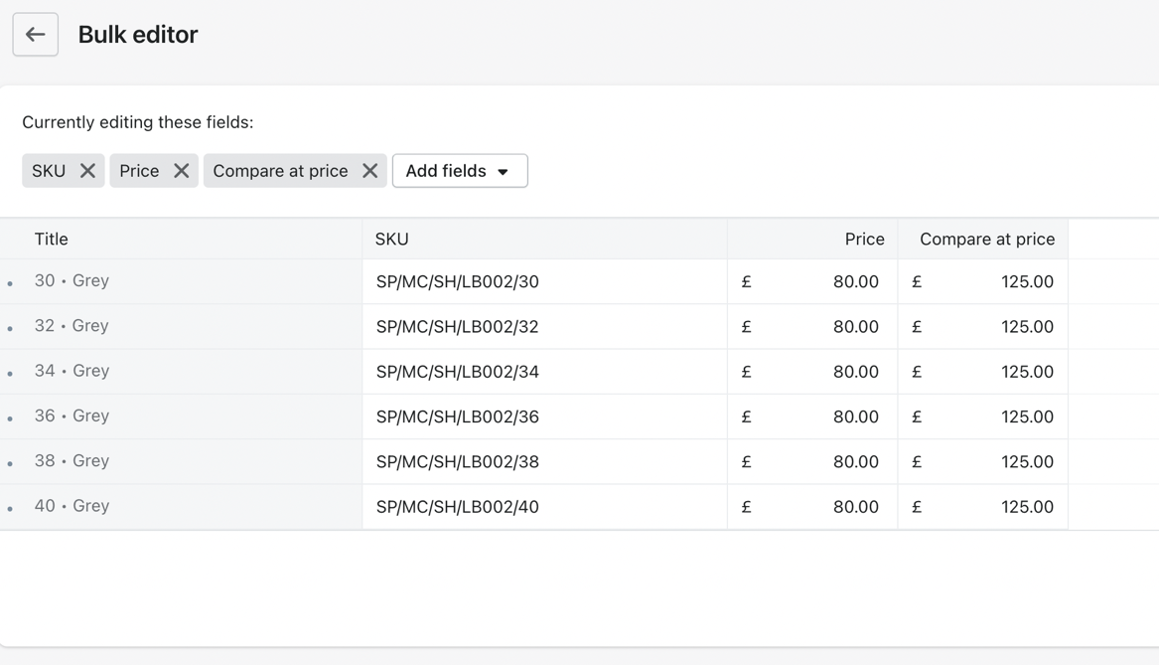 Bulk editor
Currently editing these fields:
SKU Price Compare at price Add fields
Title SKU Price Compare at price
30 • Grey SP/MC/SH/LB002/30 £ 80.00 £ 125.00
32 • Grey SP/MC/SH/LB002/32 £ 80.00 £ 125.00
34 • Grey SP/MC/SH/LB002/34 £ 80.00 £ 125.00
36 • Grey SP/MC/SH/LB002/36 £ 80.00 £ 125.00
38 • Grey SP/MC/SH/LB002/38 £ 80.00 £ 125.00
40 • Grey SP/MC/SH/LB002/40 £ 80.00 £ 125.00